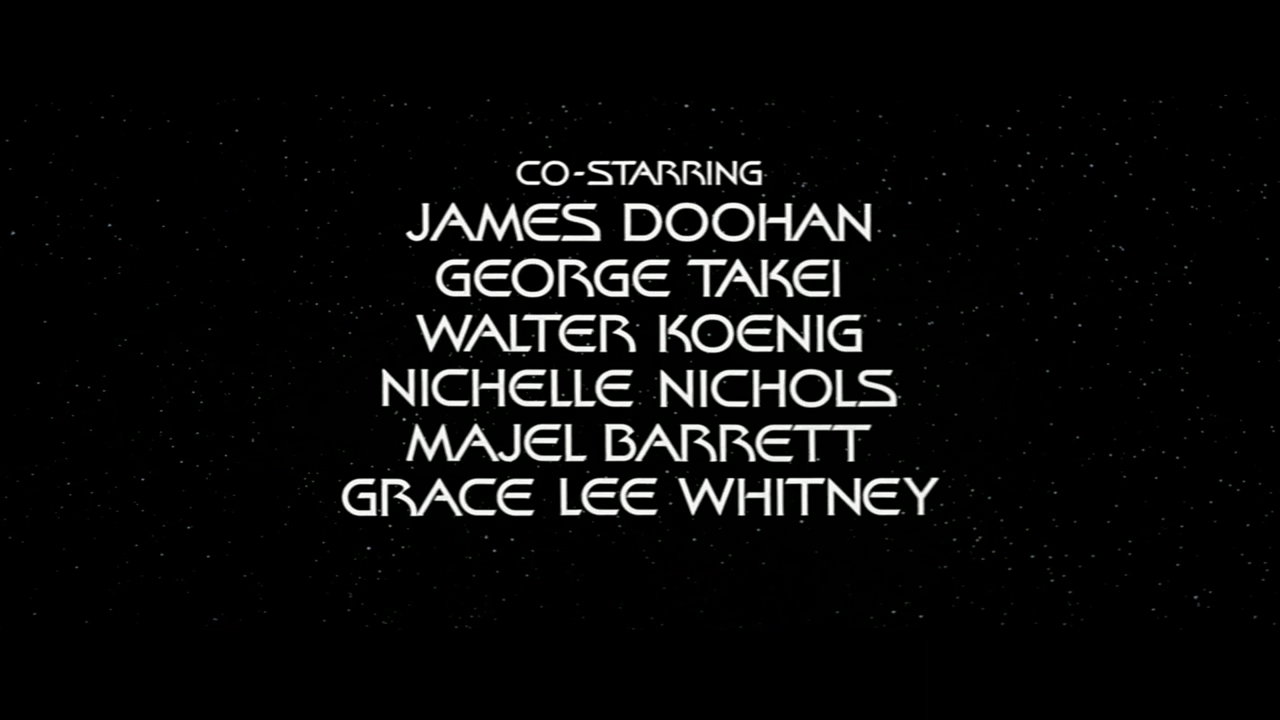 CO-STARRING
JAMES DOOHAN
GEORGE TAKEI
WALTER KOENIG
NICHELLE NICHOLS
MAJEL BARRETT
GRACE LEE WHITNEY